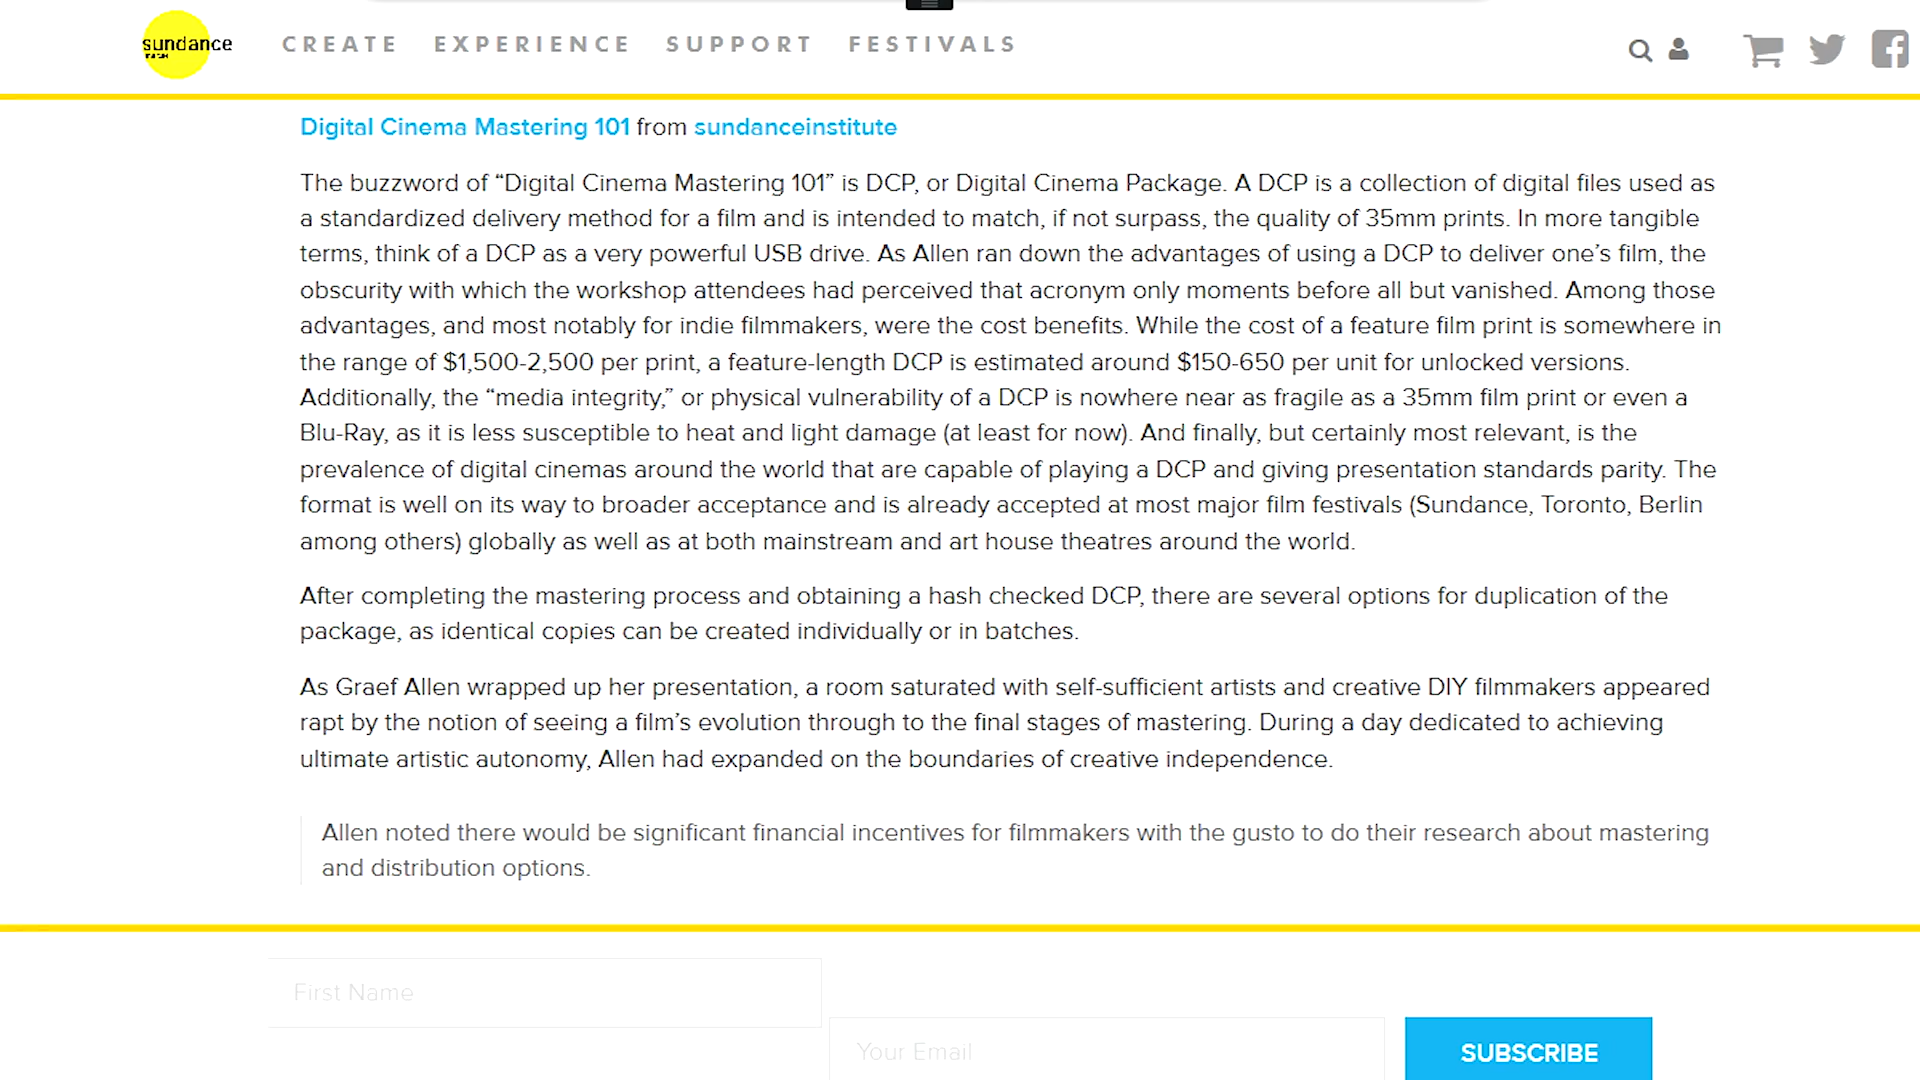 sundance
CREATE EXPERIENCE SUPPORT FESTIVALS
Digital Cinema Mastering 101 from sundanceinstitute
The buzzword of “Digital Cinema Mastering 101” is DCP, or Digital Cinema Package. A DCP is a collection of digital files used as
a standardized delivery method for a film and is intended to match, if not surpass, the quality of 35mm prints. In more tangible
terms, think of a DCP as a very powerful USB drive. As Allen ran down the advantages of using a DCP to deliver one’s film, the
obscurity with which the workshop attendees had perceived that acronym only moments before all but vanished. Among those
advantages, and most notably for indie filmmakers, were the cost benefits. While the cost of a feature film print is somewhere in
the range of $1,500-2,500 per print, a feature-length DCP is estimated around $150-650 per unit for unlocked versions.
Additionally, the “media integrity,” or physical vulnerability of a DCP is nowhere near as fragile as a 35mm film print or even a
Blu-Ray, as it is less susceptible to heat and light damage (at least for now). And finally, but certainly most relevant, is the
prevalence of digital cinemas around the world that are capable of playing a DCP and giving presentation standards parity. The
format is well on its way to broader acceptance and is already accepted at most major film festivals (Sundance, Toronto, Berlin
among others) globally as well as at both mainstream and art house theatres around the world.
After completing the mastering process and obtaining a hash checked DCP, there are several options for duplication of the
package, as identical copies can be created individually or in batches.
As Graef Allen wrapped up her presentation, a room saturated with self-sufficient artists and creative DIY filmmakers appeared
rapt by the notion of seeing a film’s evolution through to the final stages of mastering. During a day dedicated to achieving
ultimate artistic autonomy, Allen had expanded on the boundaries of creative independence.
Allen noted there would be significant financial incentives for filmmakers with the gusto to do their research about mastering
and distribution options.
First Name
Your Email
SUBSCRIBE